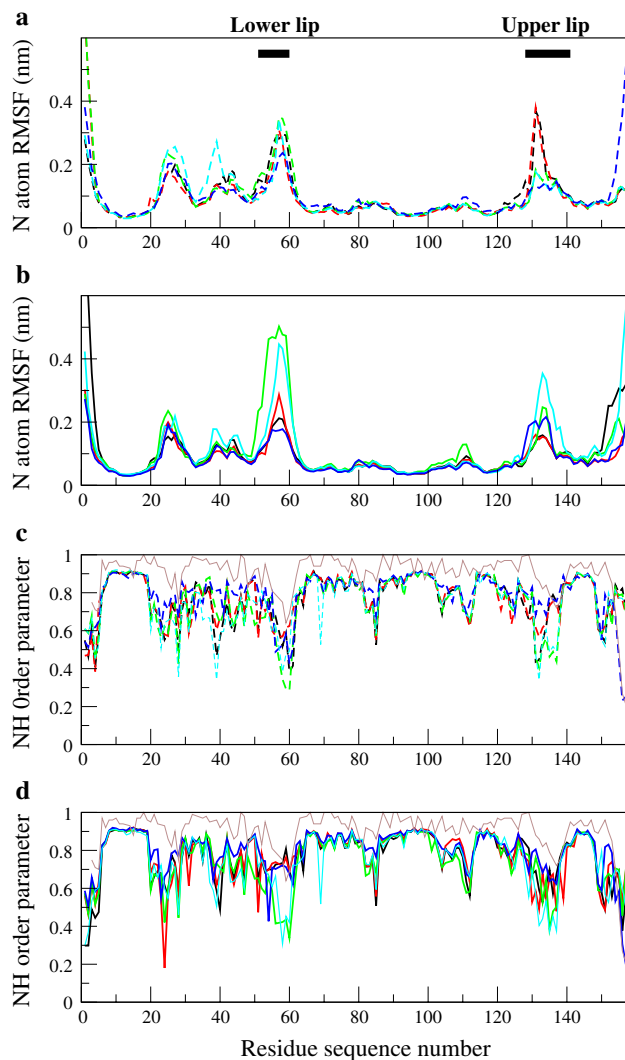 a
Lower lip
Upper lip
N atom RMSF (nm)
0.4
0.2
0
0 20 40 60 80 100 120 140
b
N atom RMSF (nm)
0.4
0.2
0
0 20 40 60 80 100 120 140
c
NH 0rder parameter
1
0.8
0.6
0.4
0.2
0
0 20 40 60 80 100 120 140
d
NH order parameter
1
0.8
0.6
0.4
0.2
0
0 20 40 60 80 100 120 140
Residue sequence number